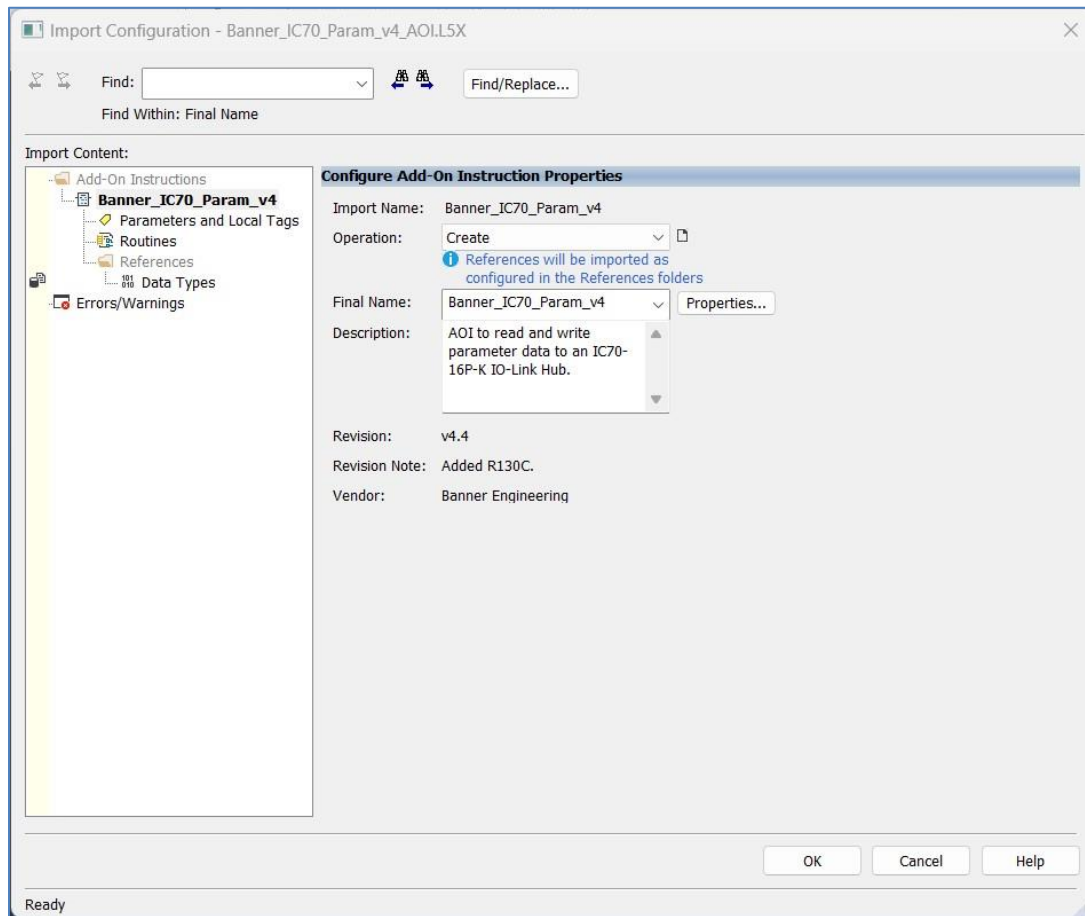 Import Configuration - Banner_IC70_Param_v4_AOI.L5X
Find:
Find/Replace...
Find Within: Final Name
Import Content:
Add-On Instructions
Banner_IC70_Param_v4
Parameters and Local Tags
Routines
References
Data Types
Errors/Warnings
Configure Add-On Instruction Properties
Import Name: Banner_IC70_Param_v4
Operation: Create
References will be imported as
configured in the References folders
Final Name: Banner_IC70_Param_v4 Properties...
Description: AOI to read and write
parameter data to an IC70-
16P-K IO-Link Hub.
Revision: v4.4
Revision Note: Added R130C.
Vendor: Banner Engineering
OK Cancel Help
Ready